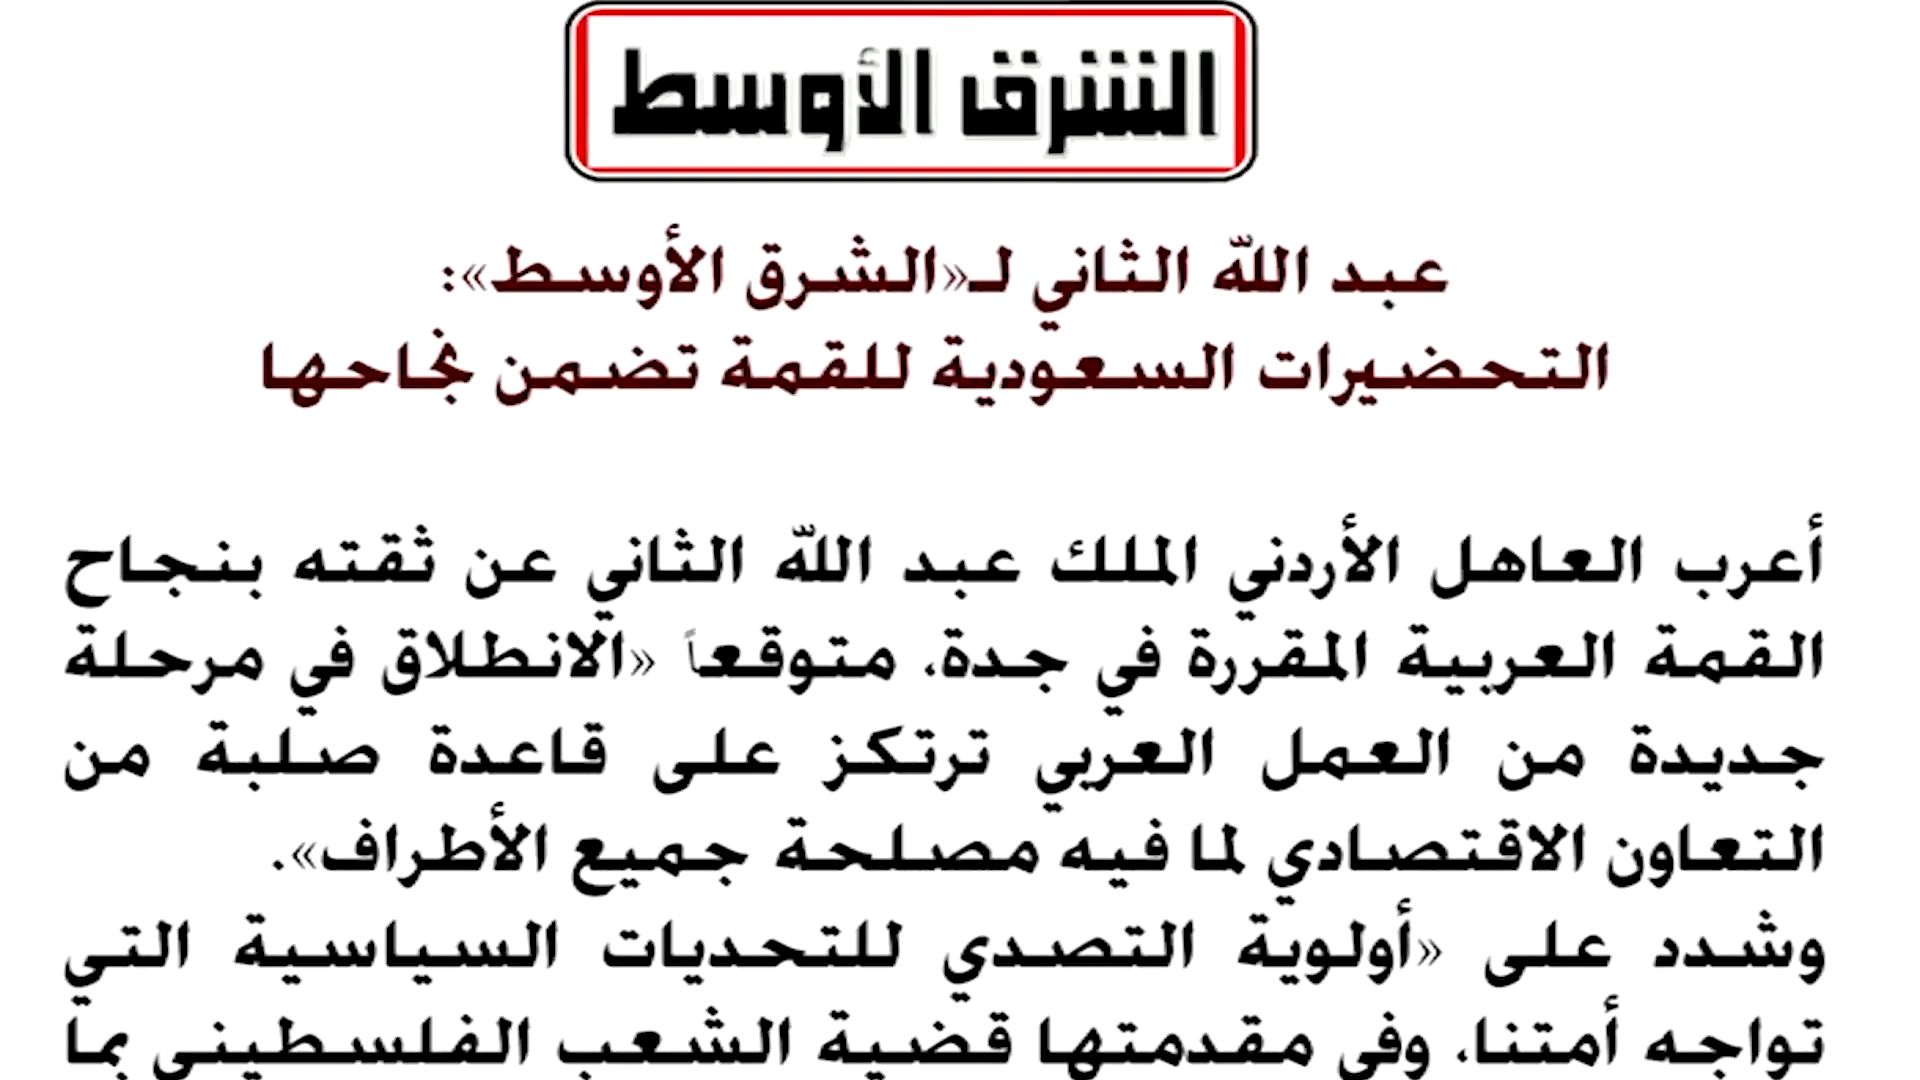 الشرق الأوسط
عبد الله الثاني لـ«الشرق الأوسط»:
التحضيرات السعودية للقمة تضمن نجاحها
أعرب العاهل الأردني الملك عبد الله الثاني عن ثقته بنجاح
القمة العربية المقررة في جدة، متوقعاً «الانطلاق في مرحلة
جديدة من العمل العربي ترتكز على قاعدة صلبة من
التعاون الاقتصادي لما فيه مصلحة جميع الأطراف».
وشدد على «أولوية التصدي للتحديات السياسية التي
تواجه أمتنا، وفي مقدمتها قضية الشعب الفلسطيني بما